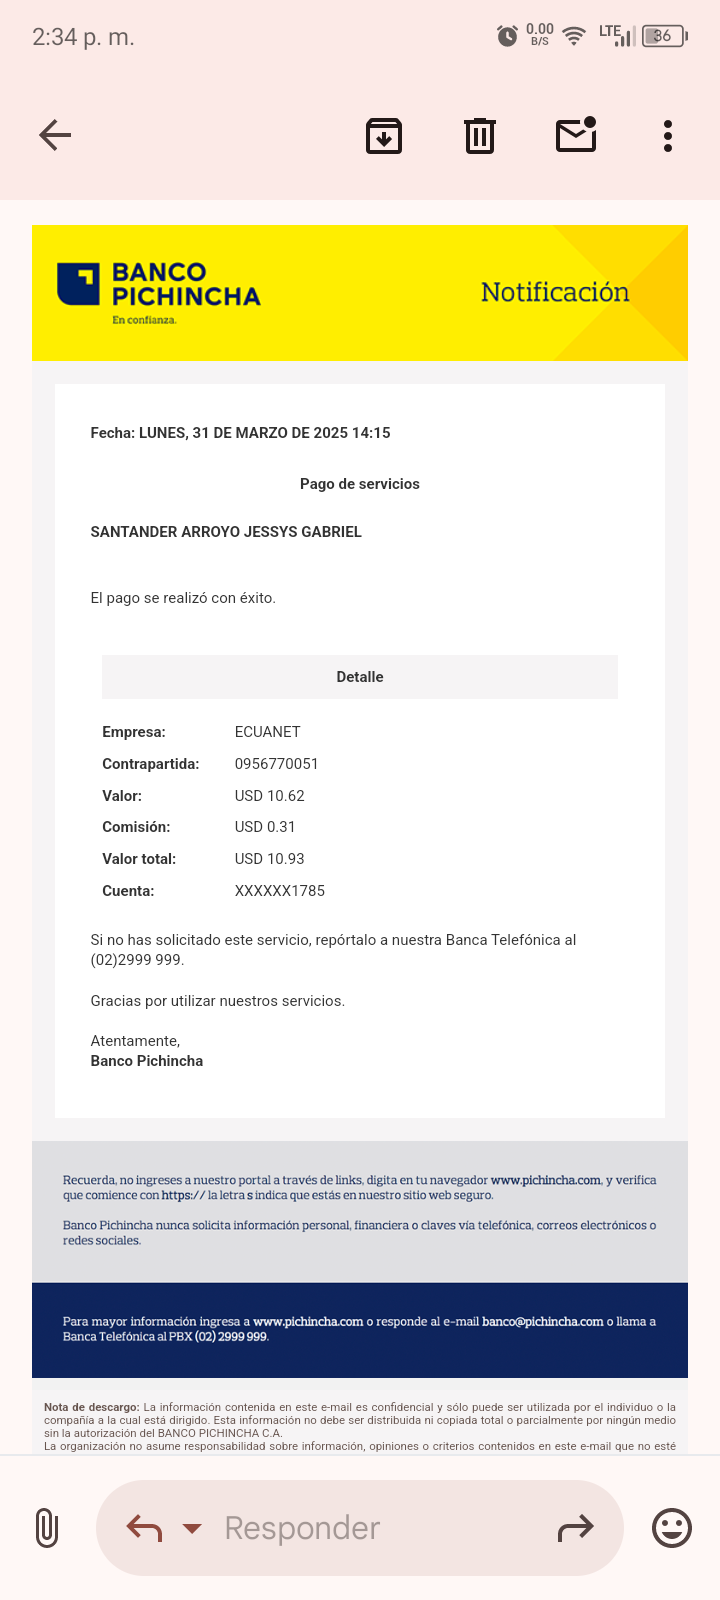 2:34 p. m.
0.00
B/S
LTE
36
BANCO
PICHINCHA
En confianza.
Notificación
Fecha: LUNES, 31 DE MARZO DE 2025 14:15
Pago de servicios
SANTANDER ARROYO JESSYS GABRIEL
El pago se realizó con éxito.
Detalle
Empresa: ECUANET
Contrapartida: 0956770051
Valor: USD 10.62
Comisión: USD 0.31
Valor total: USD 10.93
Cuenta: XXXXXX1785
Si no has solicitado este servicio, repórtalo a nuestra Banca Telefónica al
(02)2999 999.
Gracias por utilizar nuestros servicios.
Atentamente,
Banco Pichincha
Recuerda, no ingreses a nuestro portal a través de links, digita en tu navegador www.pichincha.com, y verifica
que comience con https:// la letra s indica que estás en nuestro sitio web seguro.
Banco Pichincha nunca solicita información personal, financiera o claves vía telefónica, correos electrónicos o
redes sociales.
Para mayor información ingresa a www.pichincha.com o responde al e-mail banco@pichincha.com o llama a
Banca Telefónica al PBX (02) 2999 999.
Nota de descargo: La información contenida en este e-mail es confidencial y sólo puede ser utilizada por el individuo o la
compañía a la cual está dirigido. Esta información no debe ser distribuida ni copiada total o parcialmente por ningún medio
sin la autorización del BANCO PICHINCHA C.A.
La organización no asume responsabilidad sobre información, opiniones o criterios contenidos en este e-mail que no esté
Responder